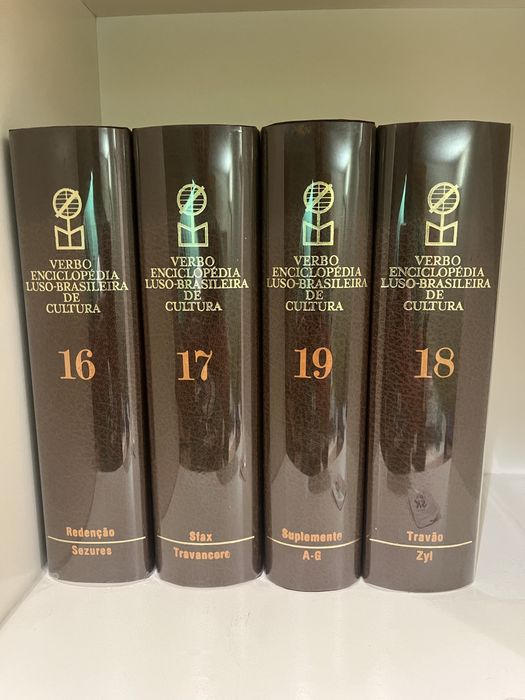 VERBO
ENCICLOPÉDIA
LUSO-BRASILEIRA
DE
CULTURA
16
Redenção
Sezures
VERBO
ENCICLOPÉDIA
LUSO-BRASILEIRA
DE
CULTURA
17
Sfax
Travancore
VERBO
ENCICLOPÉDIA
LUSO-BRASILEIRA
DE
CULTURA
19
Suplemente
A-G
VERBO
ENCICLOPÉDIA
LUSO-BRASILEIRA
DE
CULTURA
18
Travão
Zyl